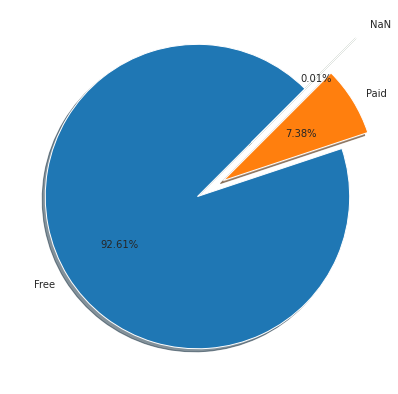 NaN
0.01%
Paid
7.38%
92.61%
Free